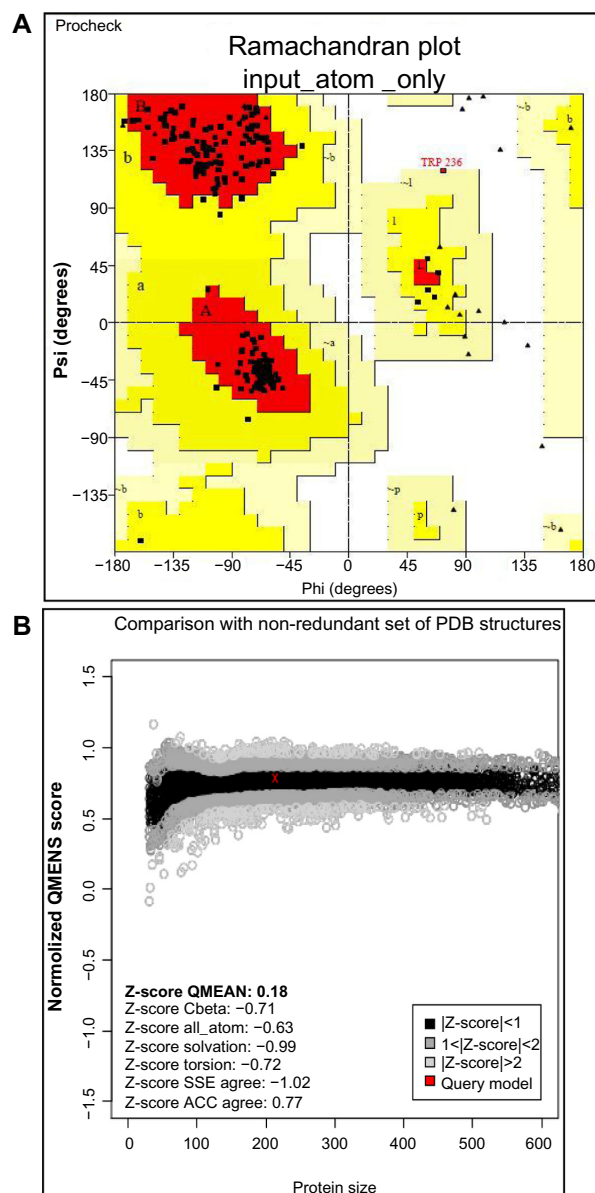 A
Procheck
Ramachandran plot
input_atom _only
Psi (degrees)
180
135
90
45
0
−45
−90
−135
B
b
~b
~b
b
TRP 236
~l
l
L
a
A
~a
~b
b
~p
p
~b
−180
−180 −135 −90 −45 0 45 90 135 180
Phi (degrees)
B
Comparison with non-redundant set of PDB structures
Normolized QMENS score
1.5
1.0
0.5
0.0
−0.5
−1.0
−1.5
X
Z-score QMEAN: 0.18
Z-score Cbeta: −0.71
Z-score all_atom: −0.63
Z-score solvation: −0.99
Z-score torsion: −0.72
Z-score SSE agree: −1.02
Z-score ACC agree: 0.77
|Z-score|<1
1<|Z-score|<2
|Z-score|>2
Query model
0 100 200 300 400 500 600
Protein size